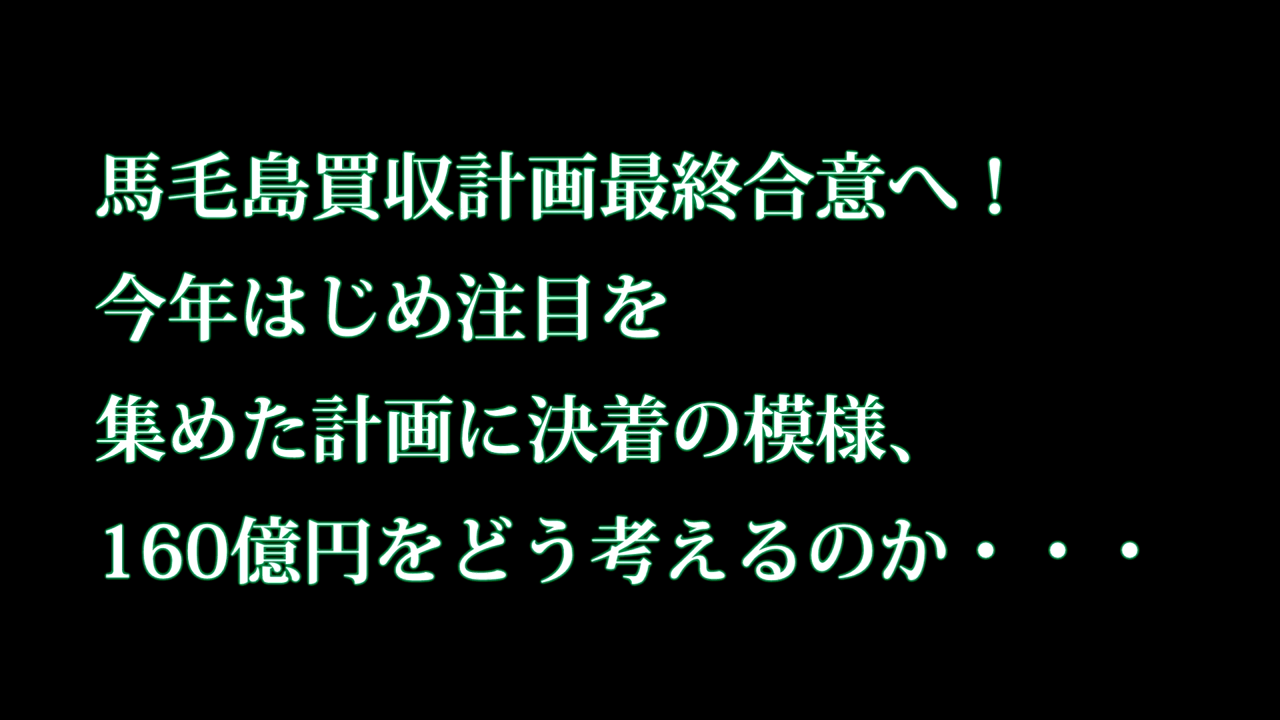 馬毛島買収計画最終合意へ！
今年はじめ注目を
集めた計画に決着の模様、
160億円をどう考えるのか・・・